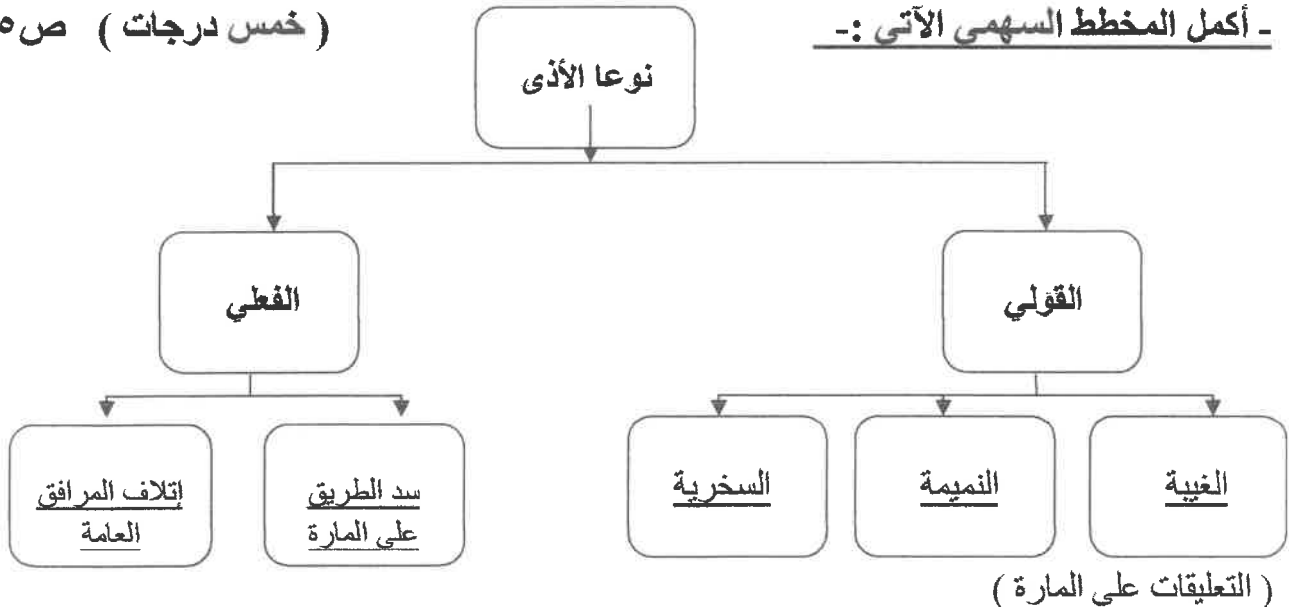 - أكمل المخطط السهمي الآتي :-
( خمس درجات ) ص٥
نوعا الأذى
القولي
الفعلي
الغيبة
النميمة
السخرية
سد الطريق
على المارة
إتلاف المرافق
العامة
( التعليقات على المارة )